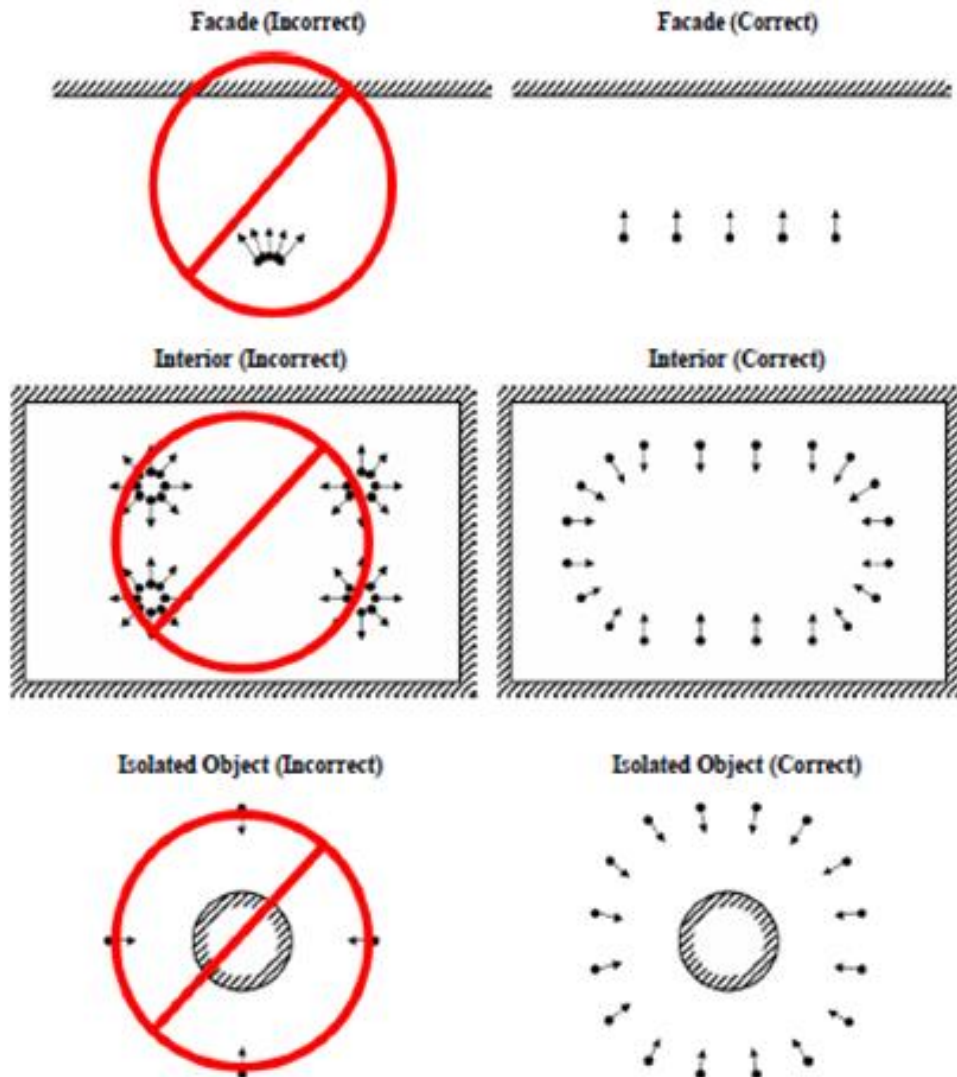 Facade (Incorrect)
Facade (Correct)
Interior (Incorrect)
Interior (Correct)
Isolated Object (Incorrect)
Isolated Object (Correct)